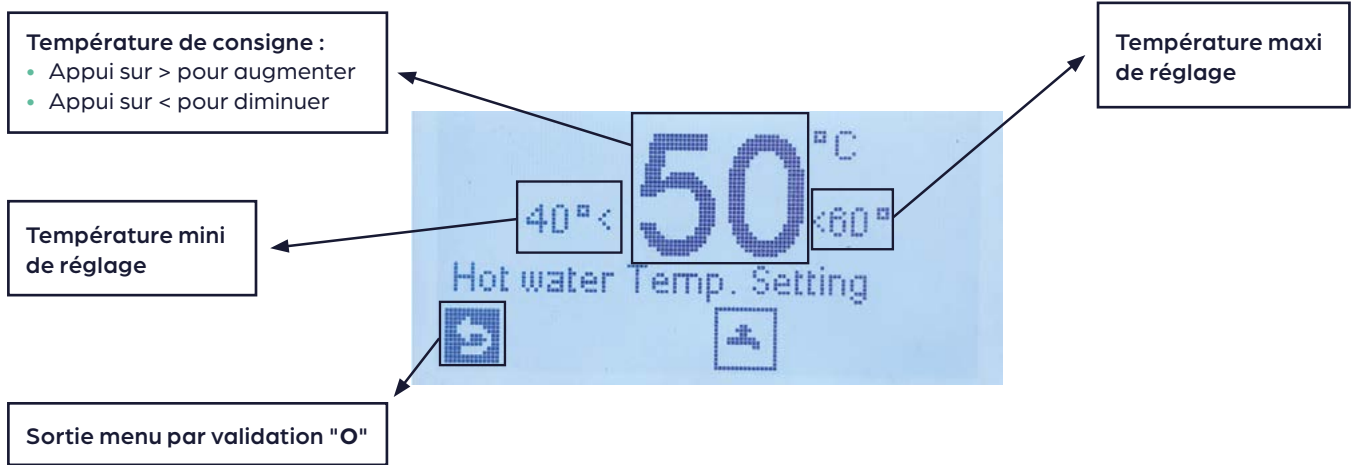 Température de consigne :
• Appui sur > pour augmenter
• Appui sur < pour diminuer
Température maxi
de réglage
50 °C
40°<
<60°
Température mini
de réglage
Hot water Temp. Setting
Sortie menu par validation "O"